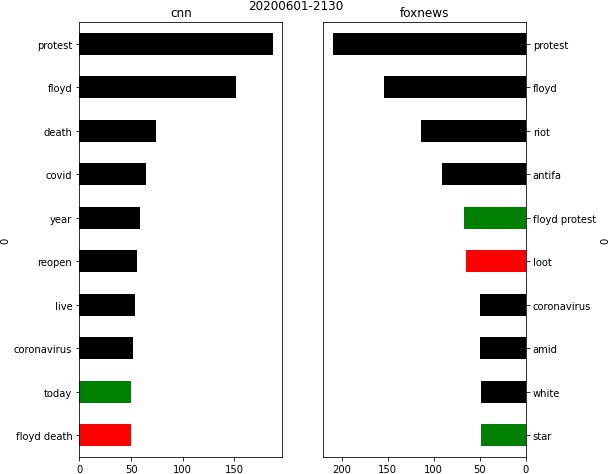 20200601-2130
cnn
protest
floyd
death
covid
year
reopen
live
coronavirus
today
floyd death
0
0 50 100 150
foxnews
protest
floyd
riot
antifa
floyd protest
loot
coronavirus
amid
white
star
0
200 150 100 50 0